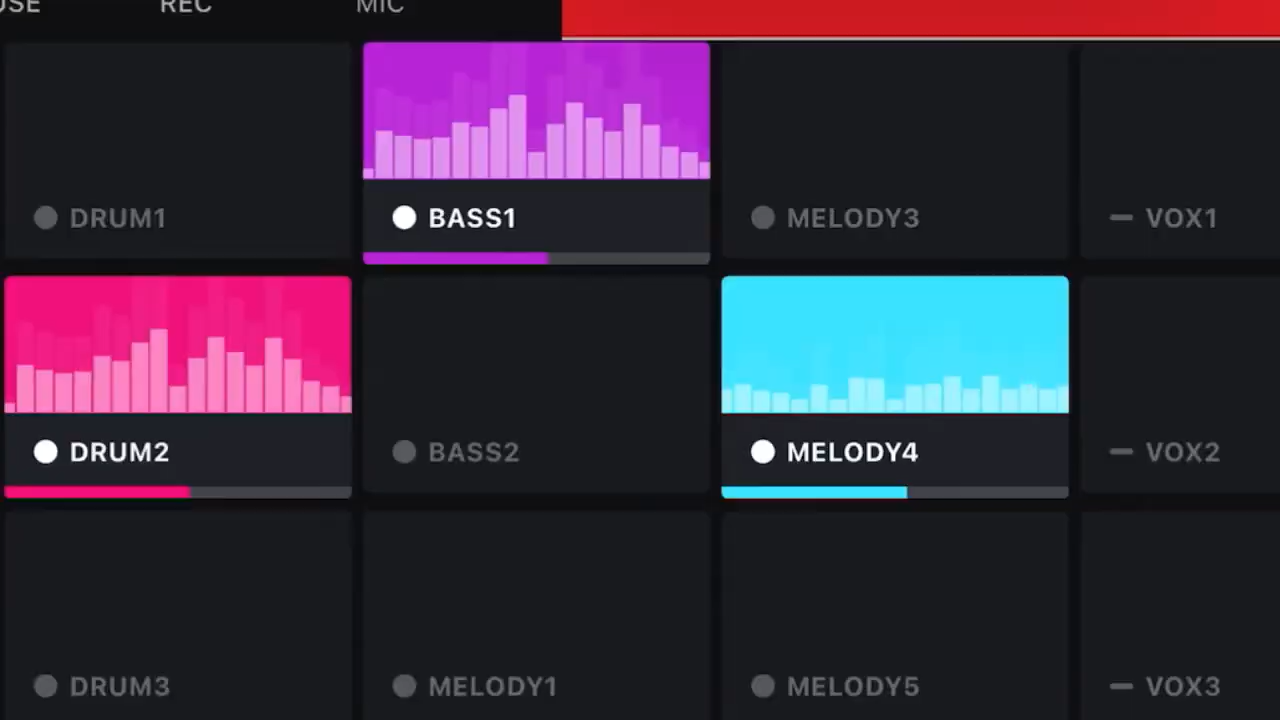 REC MIC
DRUM1 BASS1 MELODY3 VOX1
DRUM2 BASS2 MELODY4 VOX2
DRUM3 MELODY1 MELODY5 VOX3